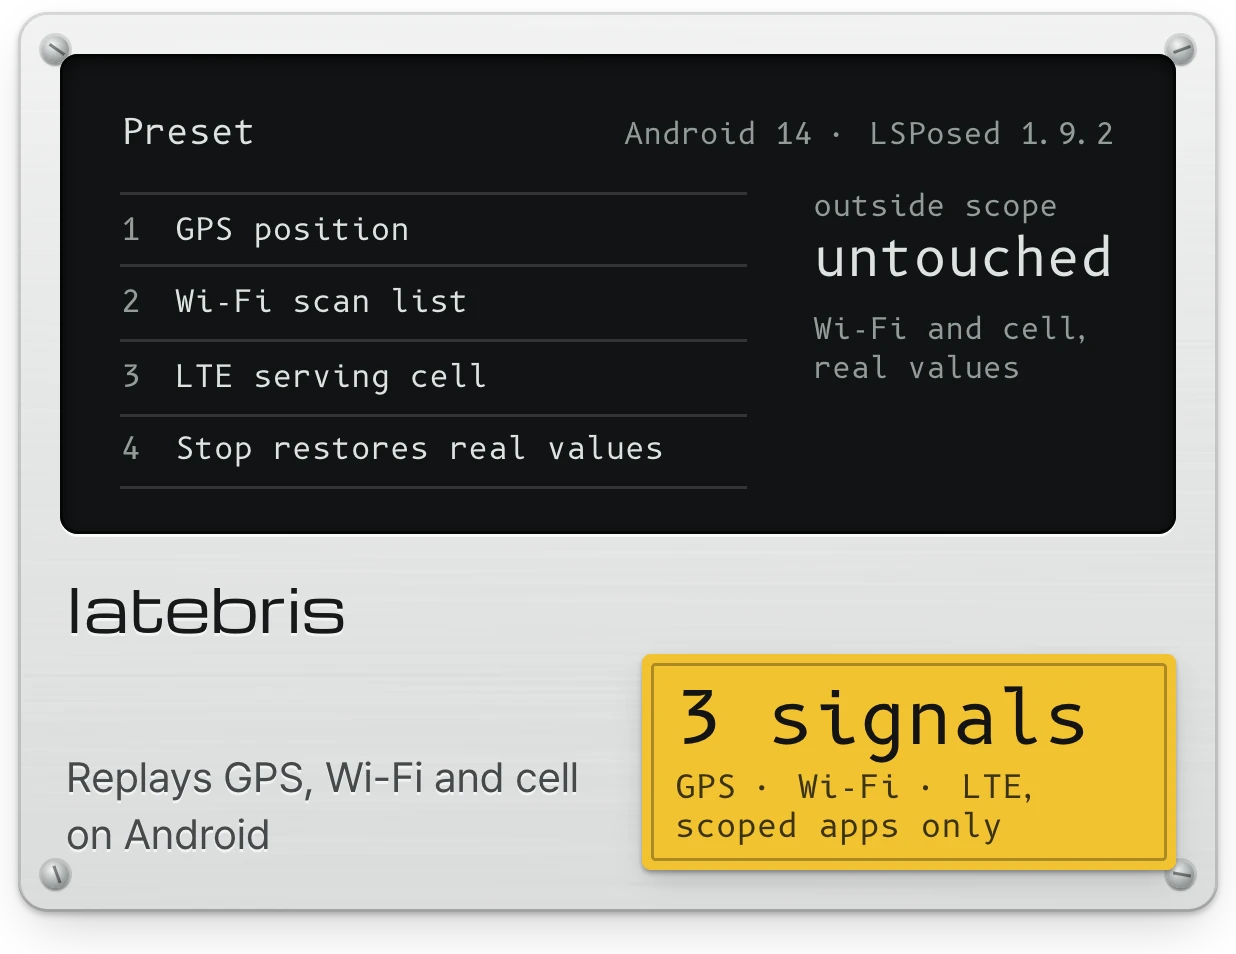 Preset
Android 14 · LSPosed 1.9.2
1 GPS position
2 Wi-Fi scan list
3 LTE serving cell
4 Stop restores real values
outside scope
untouched
Wi-Fi and cell,
real values
latebris
Replays GPS, Wi-Fi and cell
on Android
3 signals
GPS · Wi-Fi · LTE,
scoped apps only